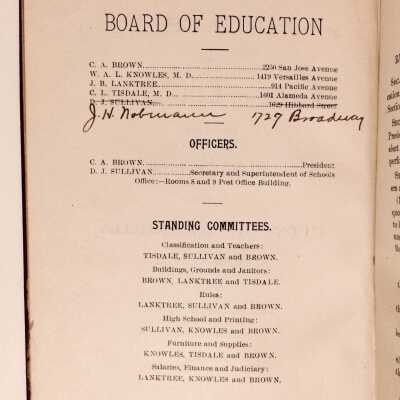 BOARD OF EDUCATION
C. A. BROWN.................2256 San Jose Avenue
W. A. L. KNOWLES, M. D.................1419 Versailles Avenue
J. B. LANKTREE.................914 Pacific Avenue
C. L. TISDALE, M. D.................1601 Alameda Avenue
D. J. SULLIVAN.................1629 Hibbard Street
J. H. 727 Broadway
OFFICERS.
C. A. BROWN.................President
D. J. SULLIVAN.................Secretary and Superintendent of Schools
Office:—Rooms 8 and 9 Post Office Building.
STANDING COMMITTEES.
Classification and Teachers:
TISDALE, SULLIVAN and BROWN.
Buildings, Grounds and Janitors:
BROWN, LANKTREE and TISDALE.
Rules:
LANKTREE, SULLIVAN and BROWN.
High School and Printing:
SULLIVAN, KNOWLES and BROWN.
Furniture and Supplies:
KNOWLES, TISDALE and BROWN.
Salaries, Finance and Judiciary:
LANKTREE, KNOWLES and BROWN.